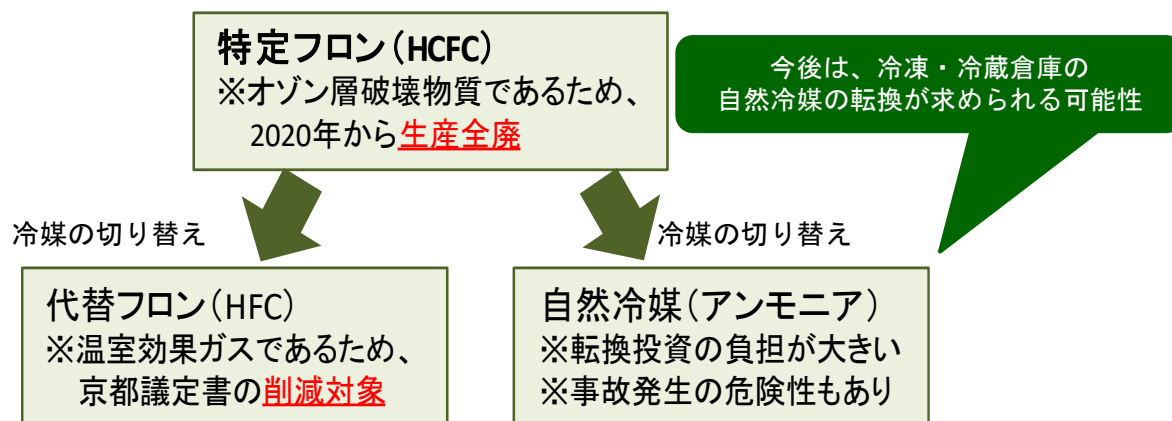 特定フロン（HCFC）
※オゾン層破壊物質であるため、
2020年から生産全廃
今後は、冷凍・冷蔵倉庫の
自然冷媒の転換が求められる可能性
冷媒の切り替え
冷媒の切り替え
代替フロン（HFC）
※温室効果ガスであるため、
京都議定書の削減対象
自然冷媒（アンモニア）
※転換投資の負担が大きい
※事故発生の危険性もあり